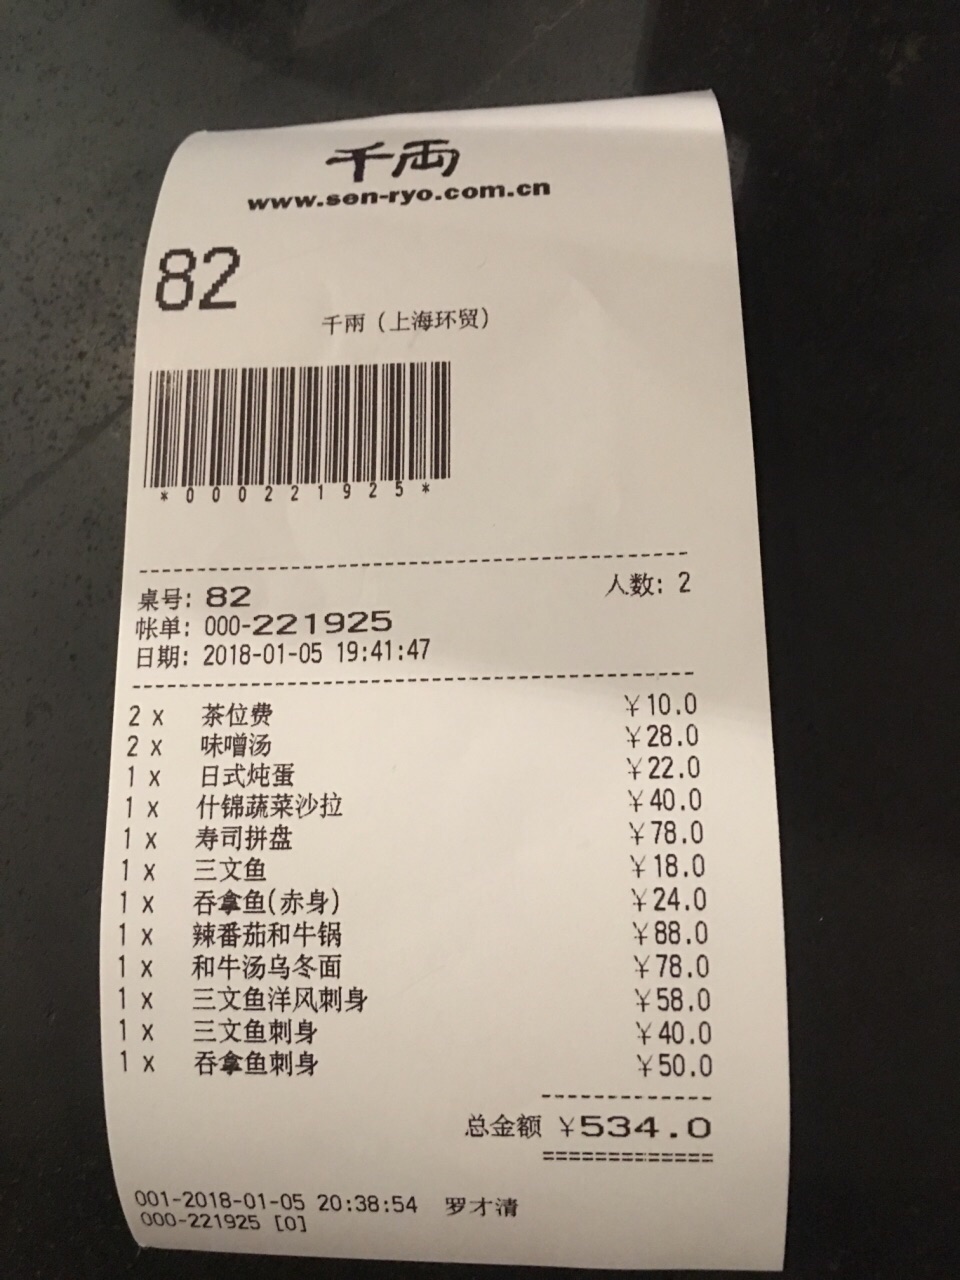 千両
www.sen-ryo.com.cn
82
千兩（上海环贸）
*000221925*
桌号: 82 人数: 2
帐单: 000-221925
日期: 2018-01-05 19:41:47
2 x 茶位费 ¥10.0
2 x 味噌汤 ¥28.0
1 x 日式炖蛋 ¥22.0
1 x 什锦蔬菜沙拉 ¥40.0
1 x 寿司拼盘 ¥78.0
1 x 三文鱼 ¥18.0
1 x 吞拿鱼(赤身) ¥24.0
1 x 辣番茄和牛锅 ¥88.0
1 x 和牛汤乌冬面 ¥78.0
1 x 三文鱼洋风刺身 ¥58.0
1 x 三文鱼刺身 ¥40.0
1 x 吞拿鱼刺身 ¥50.0
总金额 ¥534.0
001-2018-01-05 20:38:54 罗才清
000-221925 [0]